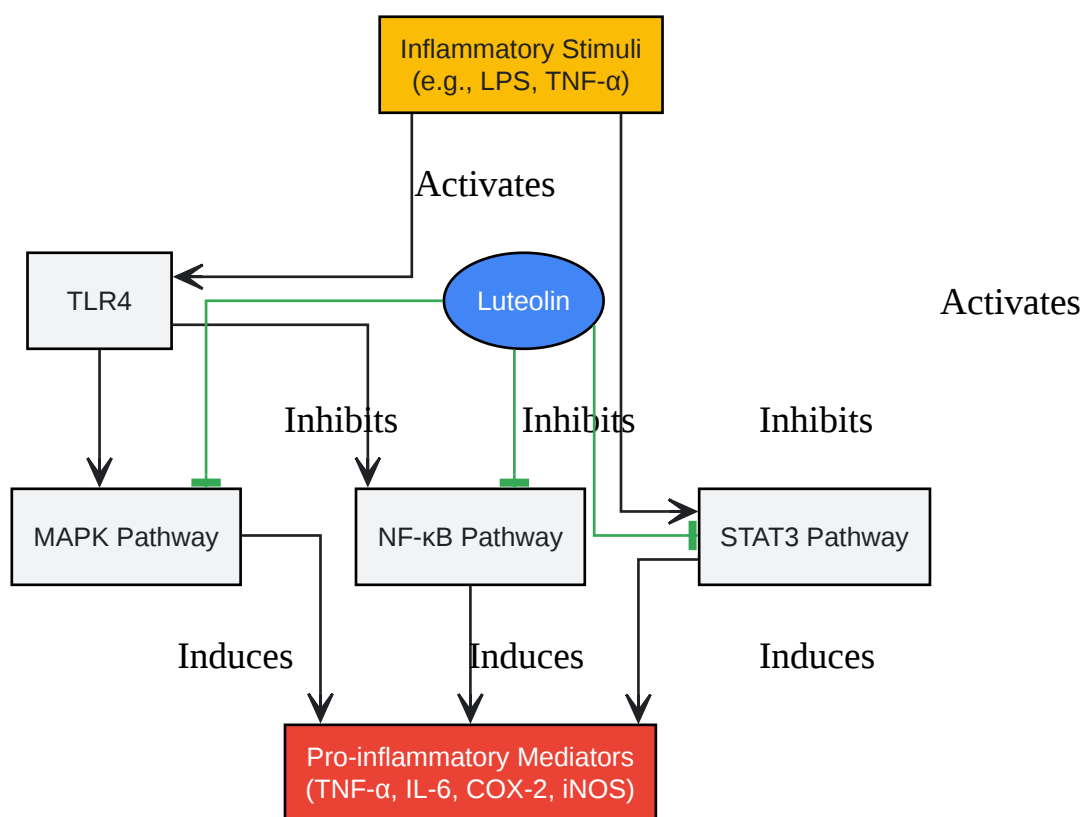 Inflammatory Stimuli
(e.g., LPS, TNF-α)
Activates
TLR4
Luteolin
Activates
Inhibits
Inhibits
Inhibits
MAPK Pathway
NF-κB Pathway
STAT3 Pathway
Induces
Induces
Induces
Pro-inflammatory Mediators
(TNF-α, IL-6, COX-2, iNOS)